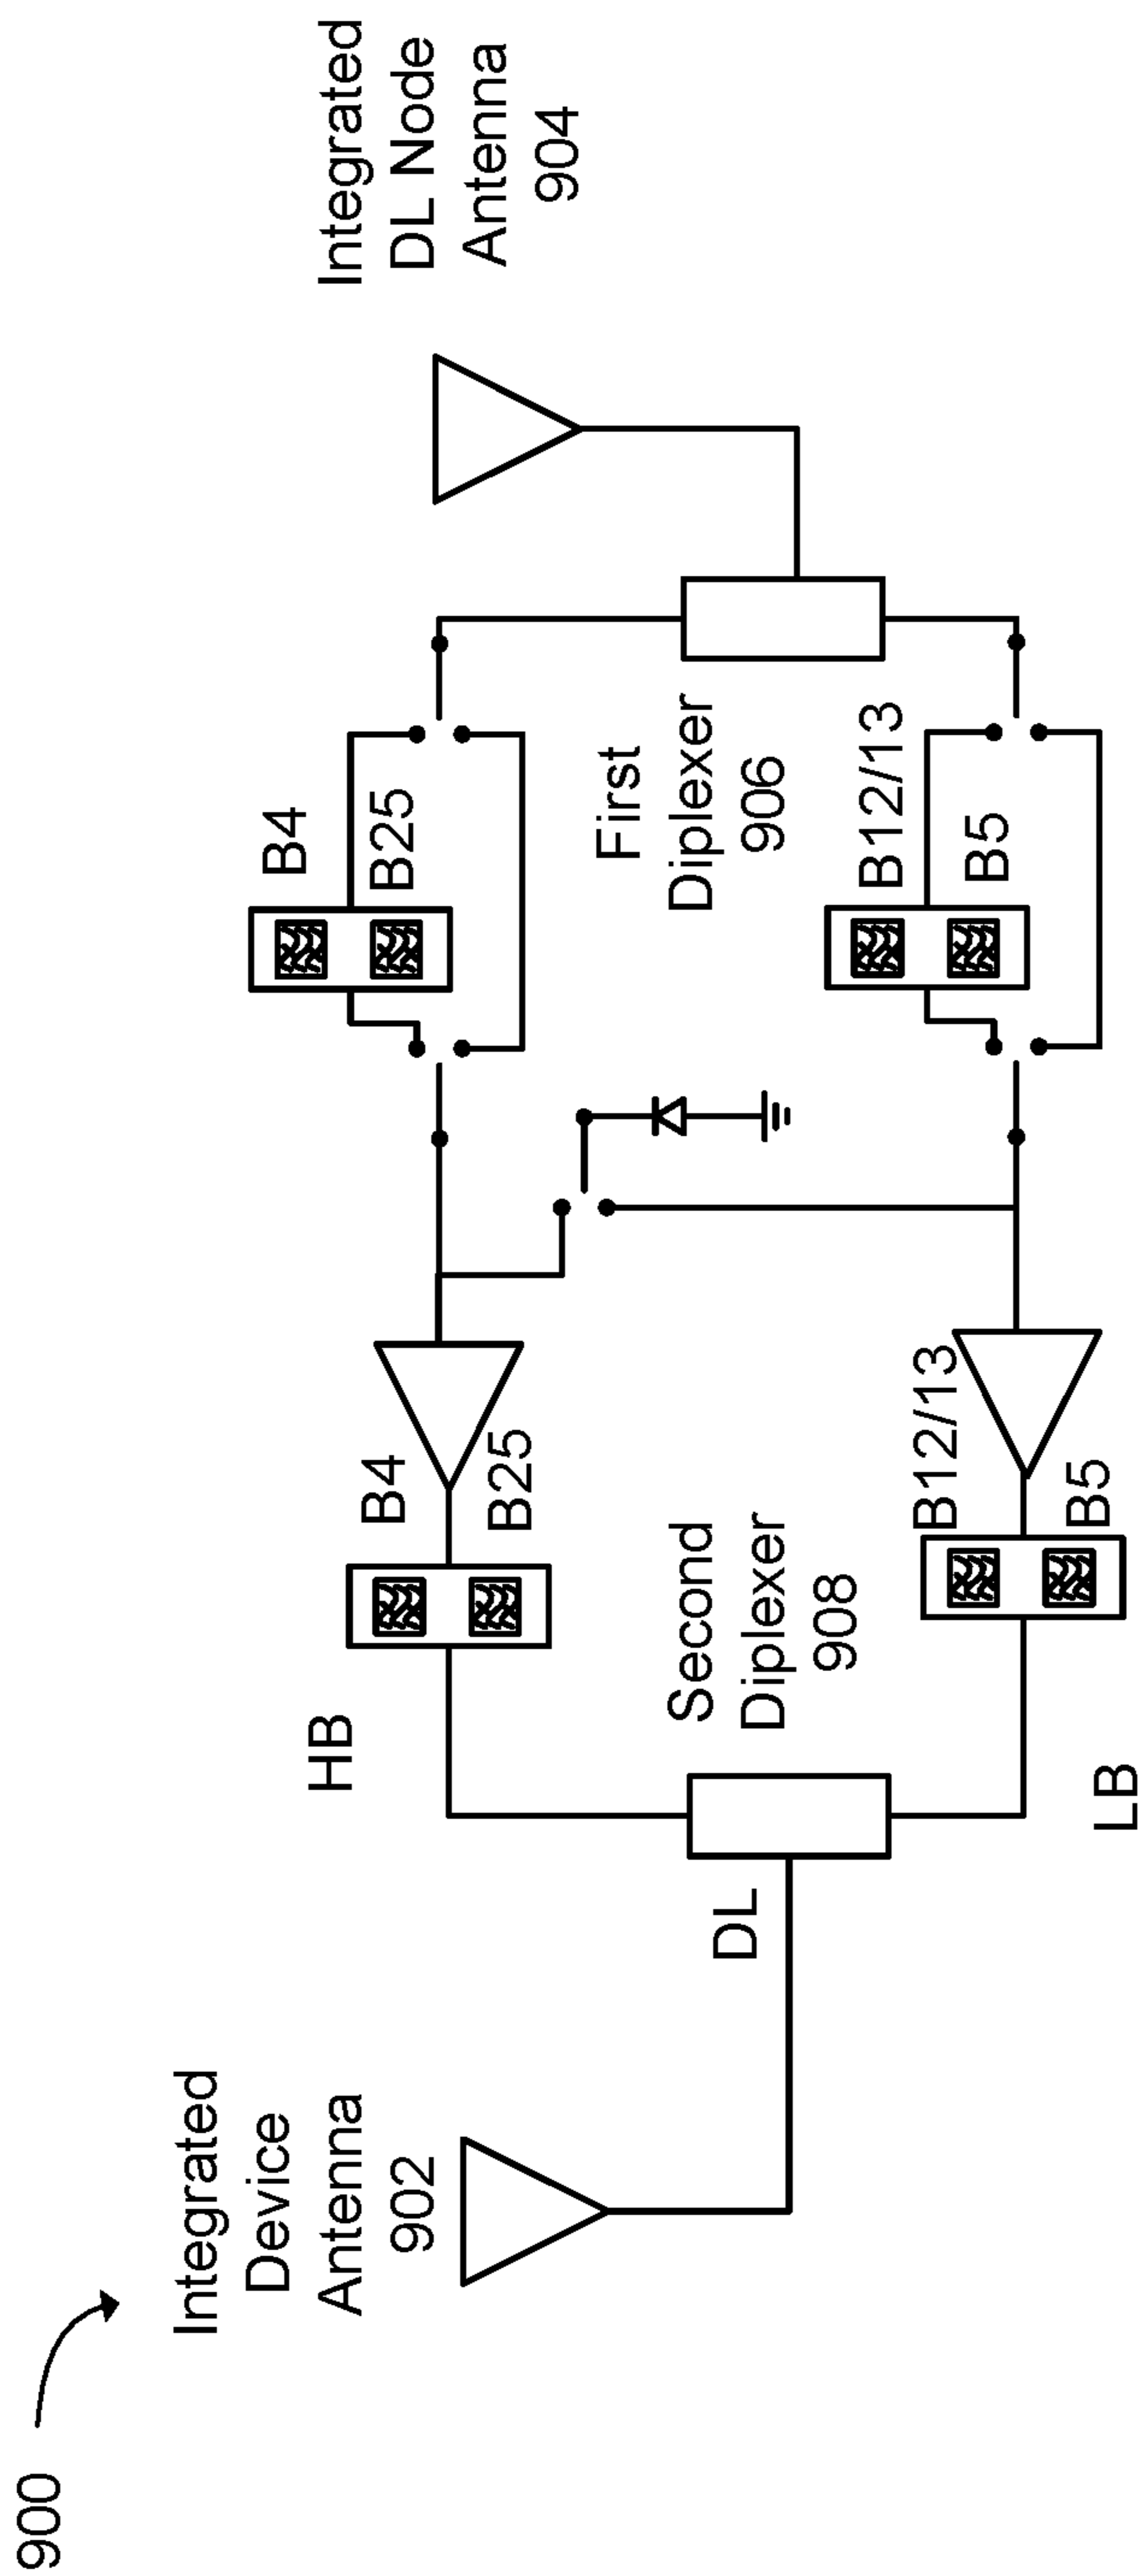 900
Integrated
Device
Antenna
902
Integrated
DL Node
Antenna
904
HB
B4
B25
B4
B25
DL
Second
Diplexer
908
First
Diplexer
906
B12/13
B5
B12/13
B5
LB